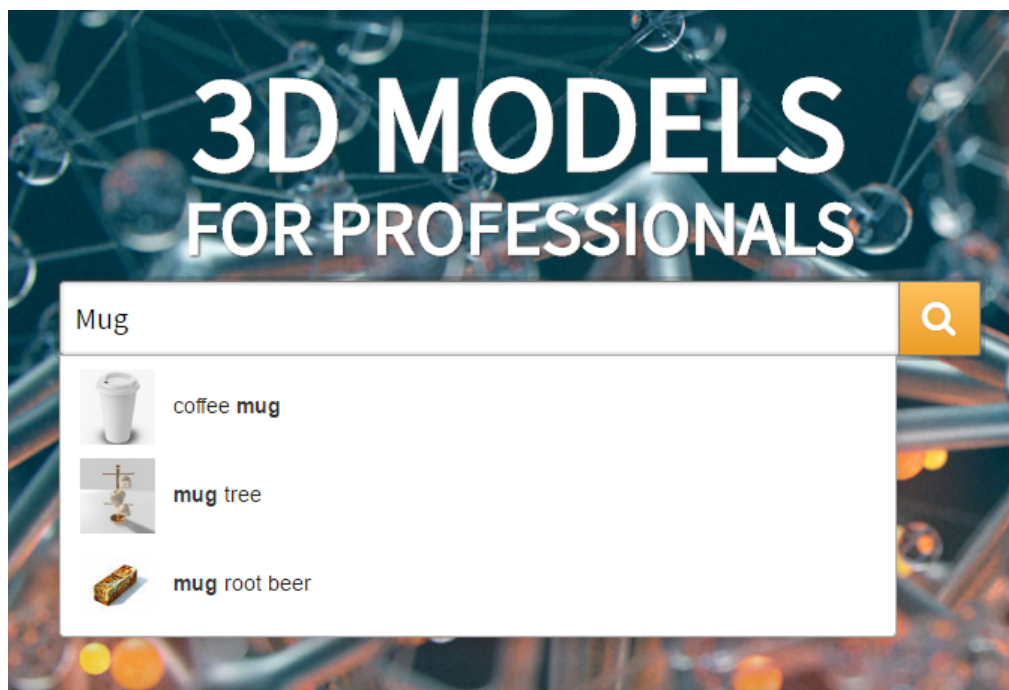 3D MODELS
FOR PROFESSIONALS
Mug
coffee mug
mug tree
mug root beer